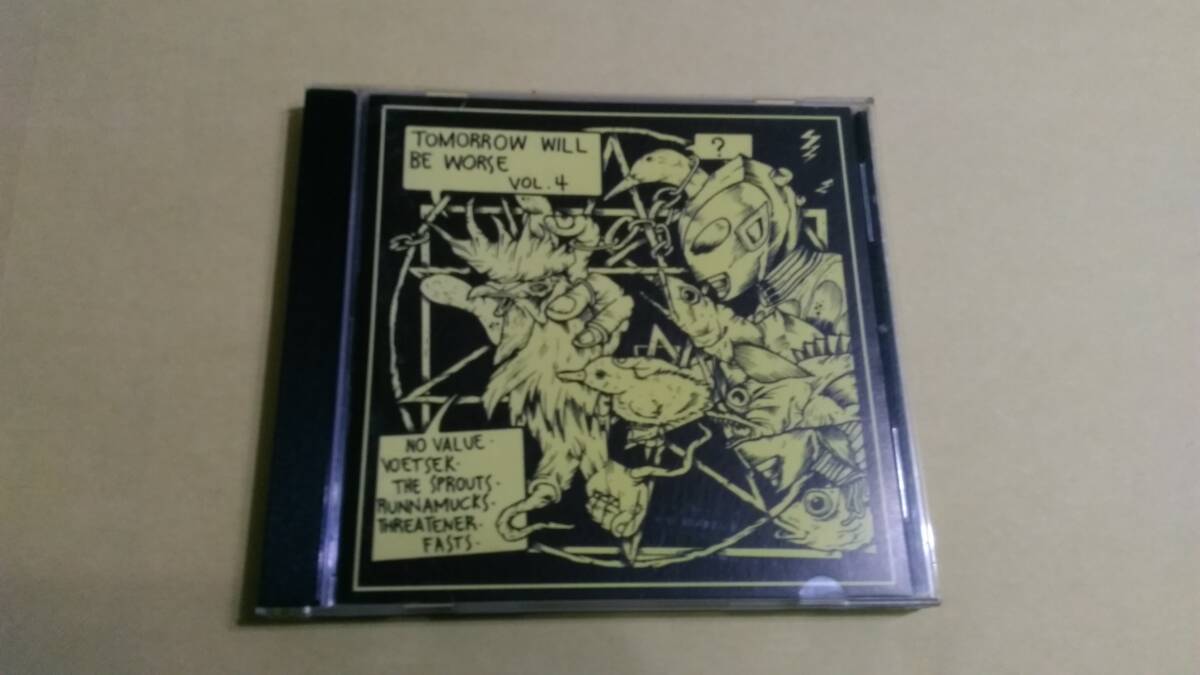 TOMORROW WILL
BE WORSE
VOL. 4
?
NO VALUE.
VOETSEK.
THE SPROUTS.
RUNNAMUCKS.
THREATENER.
FASTS.